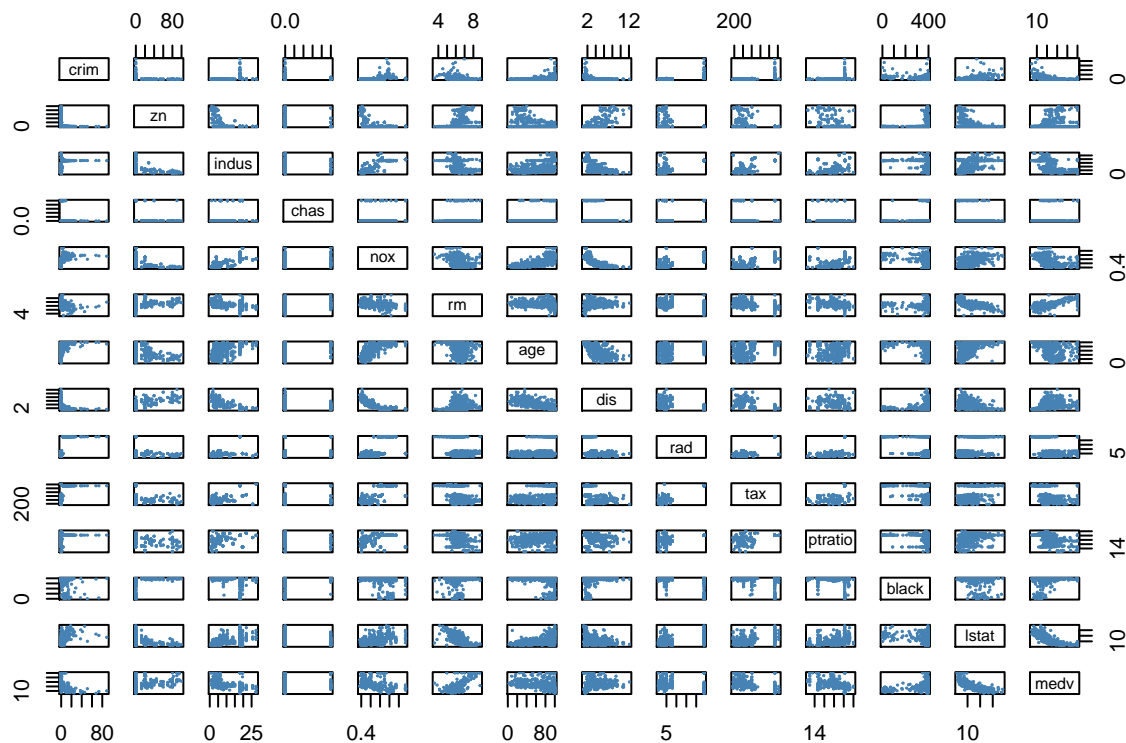 0 80 0.0 4 8 2 12 200 0 400 10
crim 0
0 zn
indus 0
0.0 chas
nox 0.4
4 rm
age 0
2 dis
rad 5
200 tax
ptratio 14
0 black
lstat 10
10 medv
0 80 0 25 0.4 0 80 5 14 10